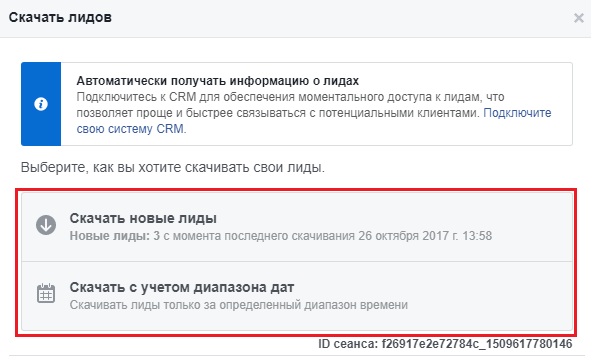 Скачать лидов
Автоматически получать информацию о лидах
Подключитесь к CRM для обеспечения моментального доступа к лидам, что
позволяет проще и быстрее связываться с потенциальными клиентами. Подключите
свою систему CRM.
Выберите, как вы хотите скачивать свои лиды.
Скачать новые лиды
Новые лиды: 3 с момента последнего скачивания 26 октября 2017 г. 13:58
Скачать с учетом диапазона дат
Скачивать лиды только за определенный диапазон времени
ID сеанса: f26917e2e72784c_1509617780146